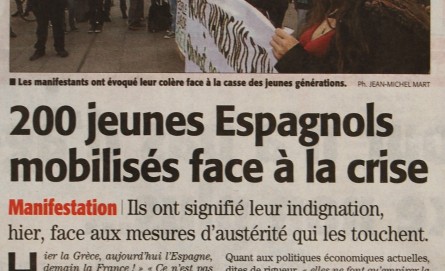 ■ Les manifestants ont évoqué leur colère face à la casse des jeunes générations. Ph. JEAN-MICHEL MART
200 jeunes Espagnols
mobilisés face à la crise
Manifestation | Ils ont signifié leur indignation,
hier, face aux mesures d'austérité qui les touchent.
Hier la Grèce, aujourd'hui l'Espagne,
demain la France ! » « Ce n'est pas
Quant aux politiques économiques actuelles,
dites de rigueur, « elles ne font qu'empirer la